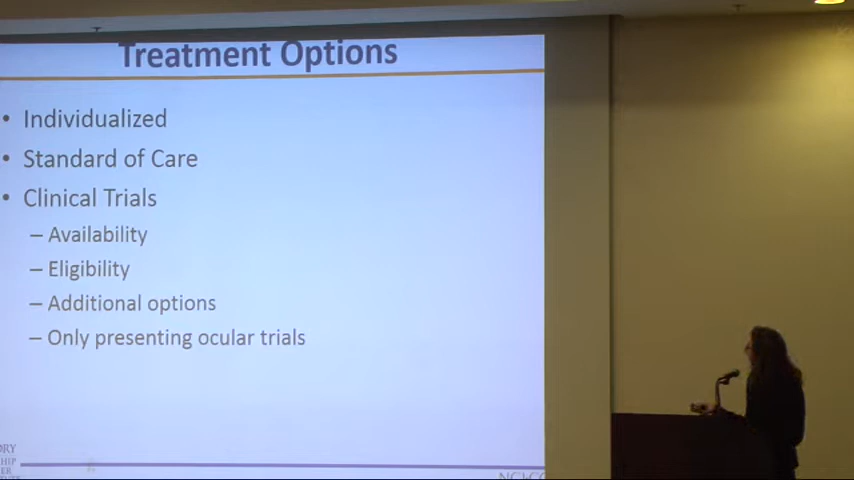 Treatment Options
• Individualized
• Standard of Care
• Clinical Trials
– Availability
– Eligibility
– Additional options
– Only presenting ocular trials